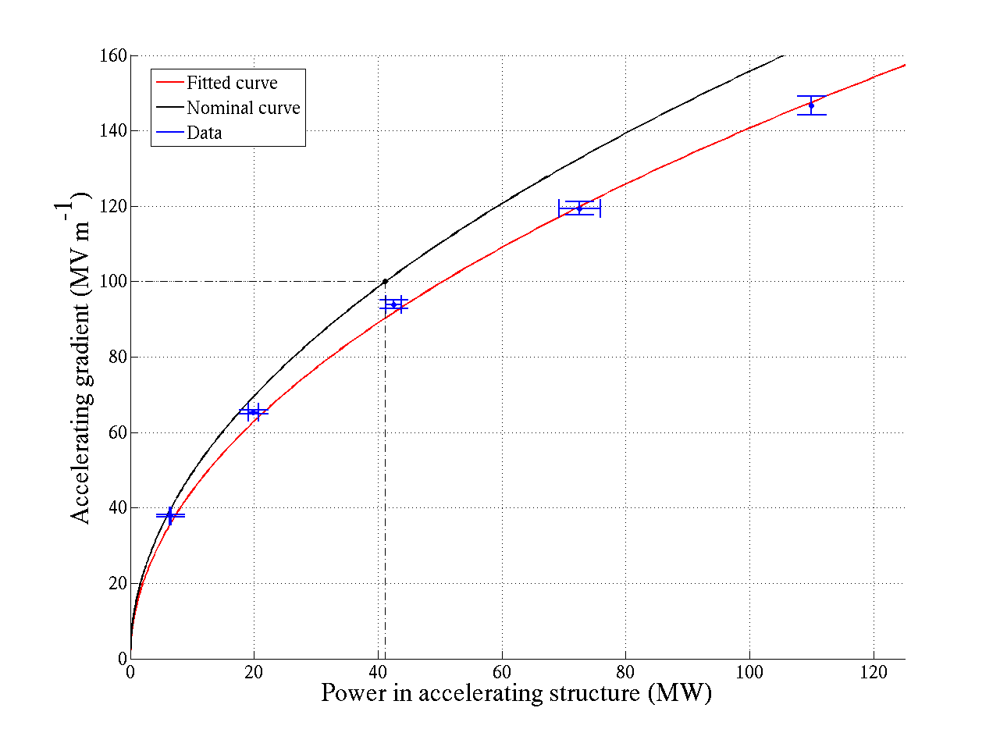 160
140
120
100
80
60
40
20
0
Fitted curve
Nominal curve
Data
Accelerating gradient (MV m⁻¹)
0 20 40 60 80 100 120
Power in accelerating structure (MW)